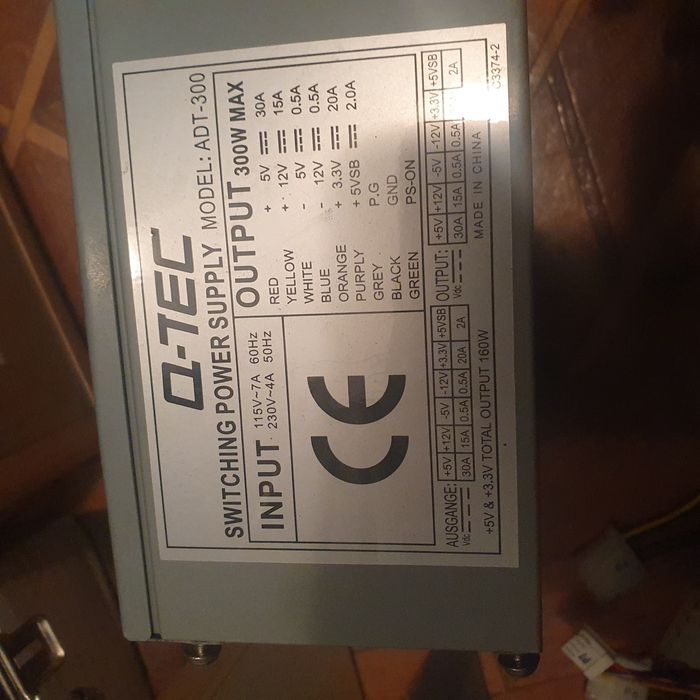 Q-TEC
SWITCHING POWER SUPPLY MODEL: ADT-300
INPUT 115V~7A 60Hz
230V~4A 50Hz
CE
OUTPUT 300W MAX
RED + 5V 30A
YELLOW + 12V 15A
WHITE - 5V 0.5A
BLUE - 12V 0.5A
ORANGE + 3.3V 20A
PURPLY + 5VSB 2.0A
GREY P.G
BLACK GND
GREEN PS-ON
AUSGANGE: +5V +12V -5V -12V +3.3V +5VSB
Vdc 30A 15A 0.5A 0.5A 20A 2A
OUTPUT: +5V +12V -5V -12V +3.3V +5VSB
Vdc 30A 15A 0.5A 0.5A 2A
+5V & +3.3V TOTAL OUTPUT 160W
MADE IN CHINA